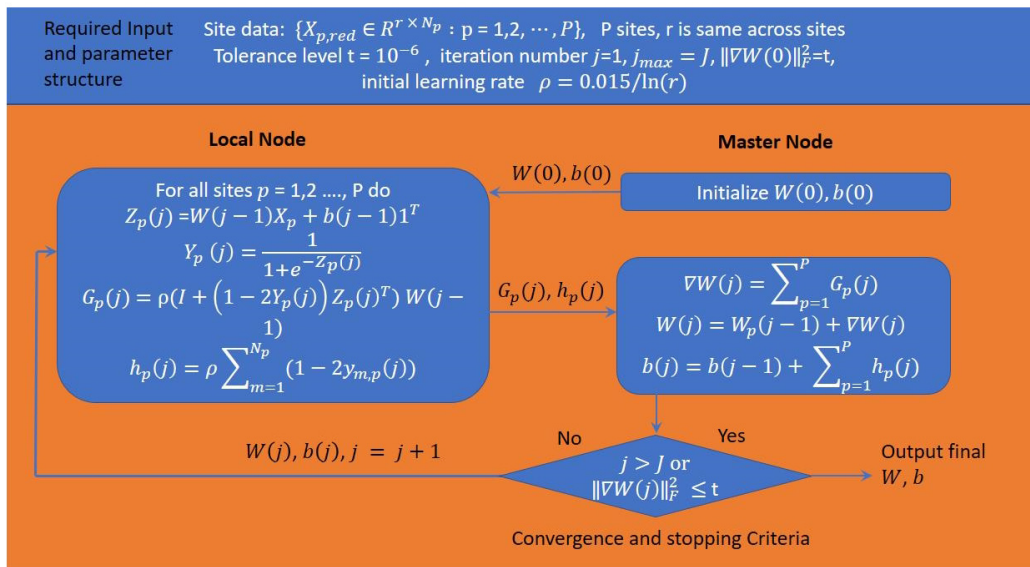 Required Input and parameter structure
Site data: {X_{p,red} ∈ R^{r × N_p} : p = 1,2, ⋯, P}, P sites, r is same across sites
Tolerance level t = 10^{-6} , iteration number j=1, j_{max} = J, ‖∇W(0)‖_F^2=t,
initial learning rate ρ = 0.015/ln(r)
Local Node
Master Node
For all sites p = 1,2 ...., P do
Z_p(j) =W(j − 1)X_p + b(j − 1)1^T
Y_p (j) = \frac{1}{1+e^{-Z_p(j)}}
G_p(j) = ρ(I + (1 − 2Y_p(j)) Z_p(j)^T) W(j −
1)
h_p(j) = ρ ∑_{m=1}^{N_p} (1 − 2y_{m,p}(j))
W(0), b(0)
Initialize W(0), b(0)
G_p(j), h_p(j)
∇W(j) = ∑_{p=1}^{P} G_p(j)
W(j) = W_p(j − 1) + ∇W(j)
b(j) = b(j − 1) + ∑_{p=1}^{P} h_p(j)
No
Yes
W(j), b(j), j = j + 1
j > J or
‖∇W(j)‖_F^2 ≤ t
Output final
W, b
Convergence and stopping Criteria